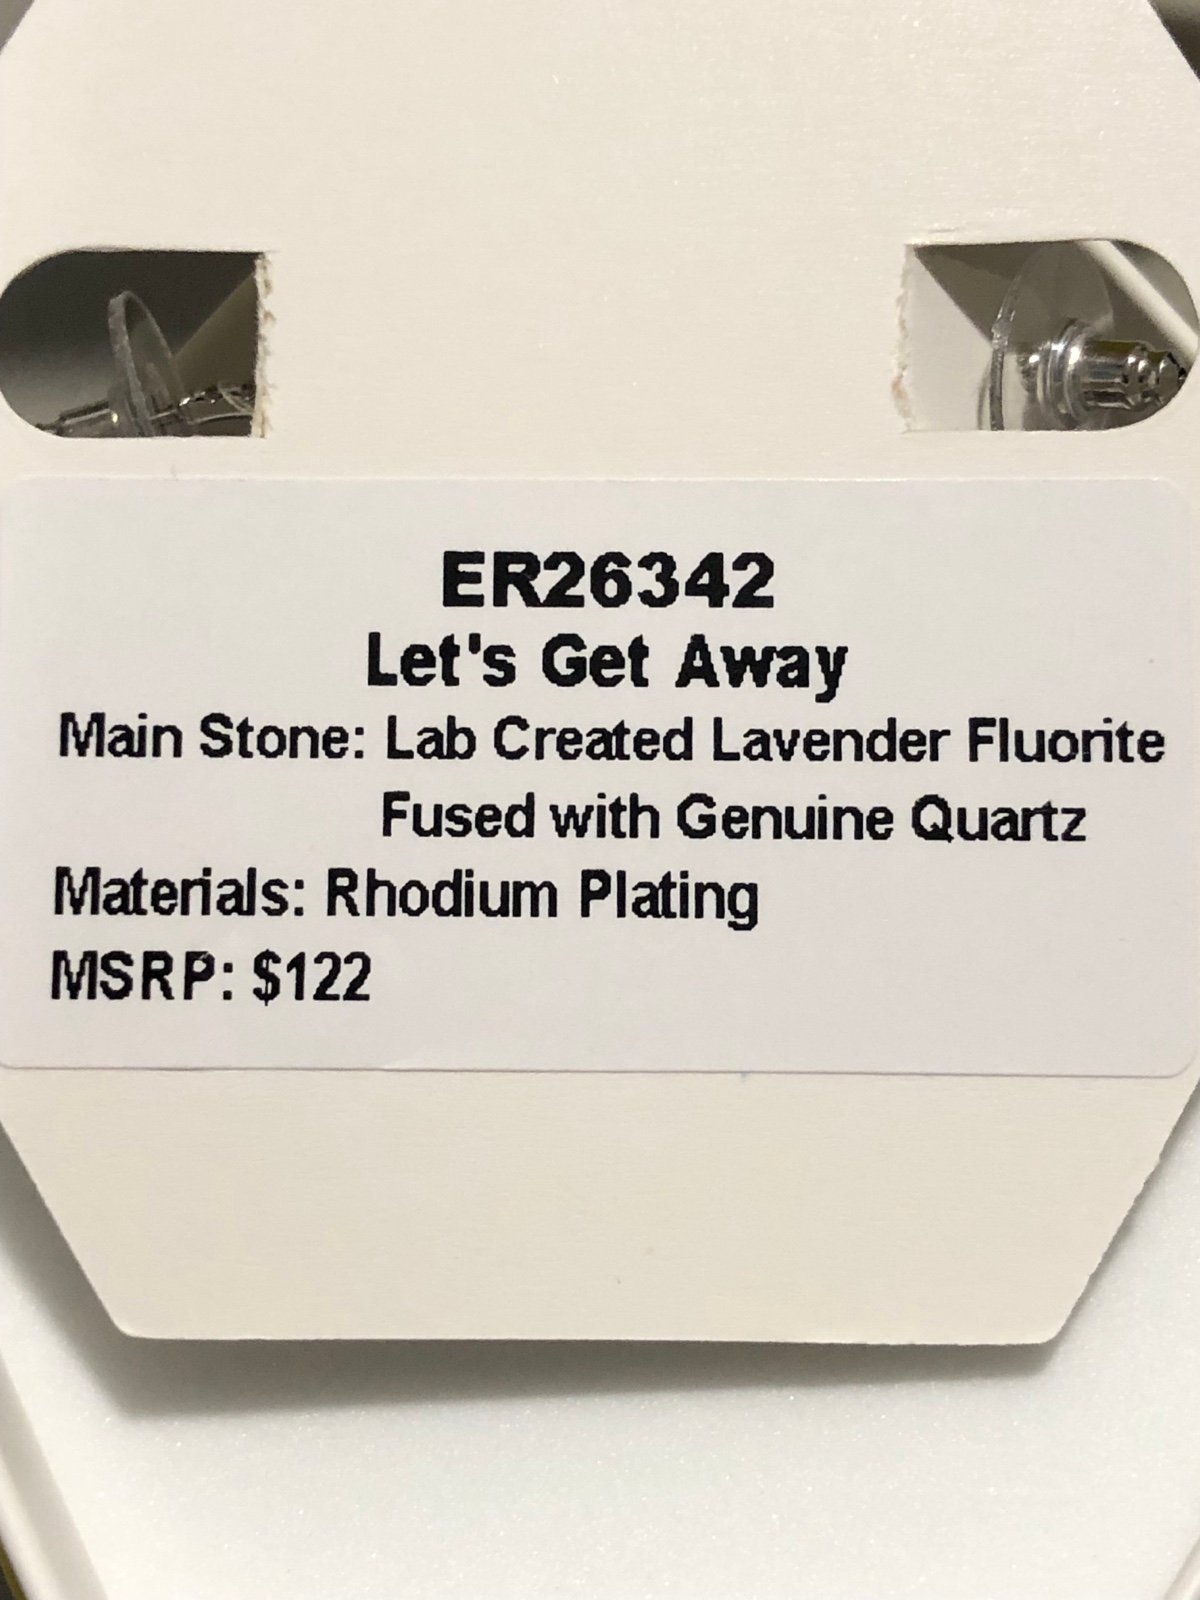 ER26342
Let's Get Away
Main Stone: Lab Created Lavender Fluorite
Fused with Genuine Quartz
Materials: Rhodium Plating
MSRP: $122